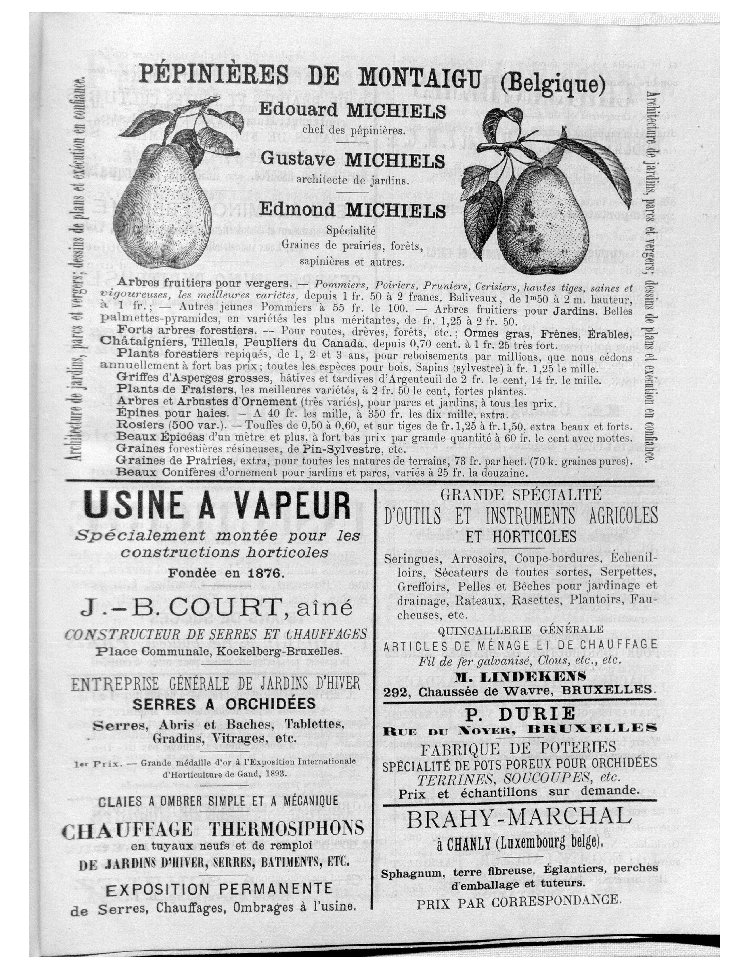 PÉPINIÈRES DE MONTAIGU (Belgique)
Edouard MICHIELS
chef des pépinières.
Gustave MICHIELS
architecte de jardins.
Edmond MICHIELS
Spécialité
Graines de prairies, forêts,
sapinières et autres.
Architecture de jardins, parcs et vergers; dessins de plans et exécution en confiance.
Architecture de jardins, parcs et vergers; dessins de plans et exécution en confiance.
Arbres fruitiers pour vergers. — Pommiers, Poiriers, Pruniers, Cerisiers, hautes tiges, saines et
vigoureuses, les meilleures variétés, depuis 1 fr. 50 à 2 francs. Baliveaux, de 1m50 à 2 m. hauteur,
à 1 fr.; — Autres jeunes Pommiers à 55 fr. le 100. — Arbres fruitiers pour Jardins. Belles
palmettes-pyramides, en variétés les plus méritantes, de fr. 1,25 à 2 fr. 50.
Forts arbres forestiers. — Pour routes, drèves, forêts, etc.; Ormes gras, Frênes, Érables,
Châtaigniers, Tilleuls, Peupliers du Canada, depuis 0,70 cent. à 1 fr. 25 très fort.
Plants forestiers repiqués, de 1, 2 et 3 ans, pour reboisements par millions, que nous cédons
annuellement à fort bas prix; toutes les espèces pour bois, Sapins (sylvestre) à fr. 1,25 le mille.
Griffes d'Asperges grosses, hâtives et tardives d'Argenteuil de 2 fr. le cent, 14 fr. le mille.
Plants de Fraisiers, les meilleures variétés, à 2 fr. 50 le cent, fortes plantes.
Arbres et Arbustes d'Ornement (très variés), pour parcs et jardins, à tous les prix.
Épines pour haies. — A 40 fr. les mille, à 350 fr. les dix mille, extra.
Rosiers (500 var.). — Touffes de 0,50 à 0,60, et sur tiges de fr. 1,25 à fr. 1,50, extra beaux et forts.
Beaux Épicéas d'un mètre et plus, à fort bas prix par grande quantité à 60 fr. le cent avec mottes.
Graines forestières résineuses, de Pin-Sylvestre, etc.
Graines de Prairies, extra, pour toutes les natures de terrains, 73 fr. par hect. (70 k. graines pures).
Beaux Conifères d'ornement pour jardins et parcs, variés à 25 fr. la douzaine.
USINE A VAPEUR
Spécialement montée pour les
constructions horticoles
Fondée en 1876.
J.-B. COURT, aîné
CONSTRUCTEUR DE SERRES ET CHAUFFAGES
Place Communale, Koekelberg-Bruxelles.
ENTREPRISE GÉNÉRALE DE JARDINS D'HIVER
SERRES A ORCHIDÉES
Serres, Abris et Baches, Tablettes,
Gradins, Vitrages, etc.
1er Prix. — Grande médaille d'or à l'Exposition Internationale
d'Horticulture de Gand, 1893.
CLAIES A OMBRER SIMPLE ET A MÉCANIQUE
CHAUFFAGE THERMOSIPHONS
en tuyaux neufs et de remploi
DE JARDINS D'HIVER, SERRES, BATIMENTS, ETC.
EXPOSITION PERMANENTE
de Serres, Chauffages, Ombrages à l'usine.
GRANDE SPÉCIALITÉ
D'OUTILS ET INSTRUMENTS AGRICOLES
ET HORTICOLES
Seringues, Arrosoirs, Coupe-bordures, Échenil-
loirs, Sécateurs de toutes sortes, Serpettes,
Greffoirs, Pelles et Bêches pour jardinage et
drainage, Rateaux, Rasettes, Plantoirs, Fau-
cheuses, etc.
QUINCAILLERIE GÉNÉRALE
ARTICLES DE MÉNAGE ET DE CHAUFFAGE
Fil de fer galvanisé, Clous, etc., etc.
M. LINDEKENS
292, Chaussée de Wavre, BRUXELLES.
P. DURIE
RUE DU NOYER, BRUXELLES
FABRIQUE DE POTERIES
SPÉCIALITÉ DE POTS POREUX POUR ORCHIDÉES
TERRINES, SOUCOUPES, etc.
Prix et échantillons sur demande.
BRAHY-MARCHAL
à CHANLY (Luxembourg belge).
Sphagnum, terre fibreuse, Églantiers, perches
d'emballage et tuteurs.
PRIX PAR CORRESPONDANCE.